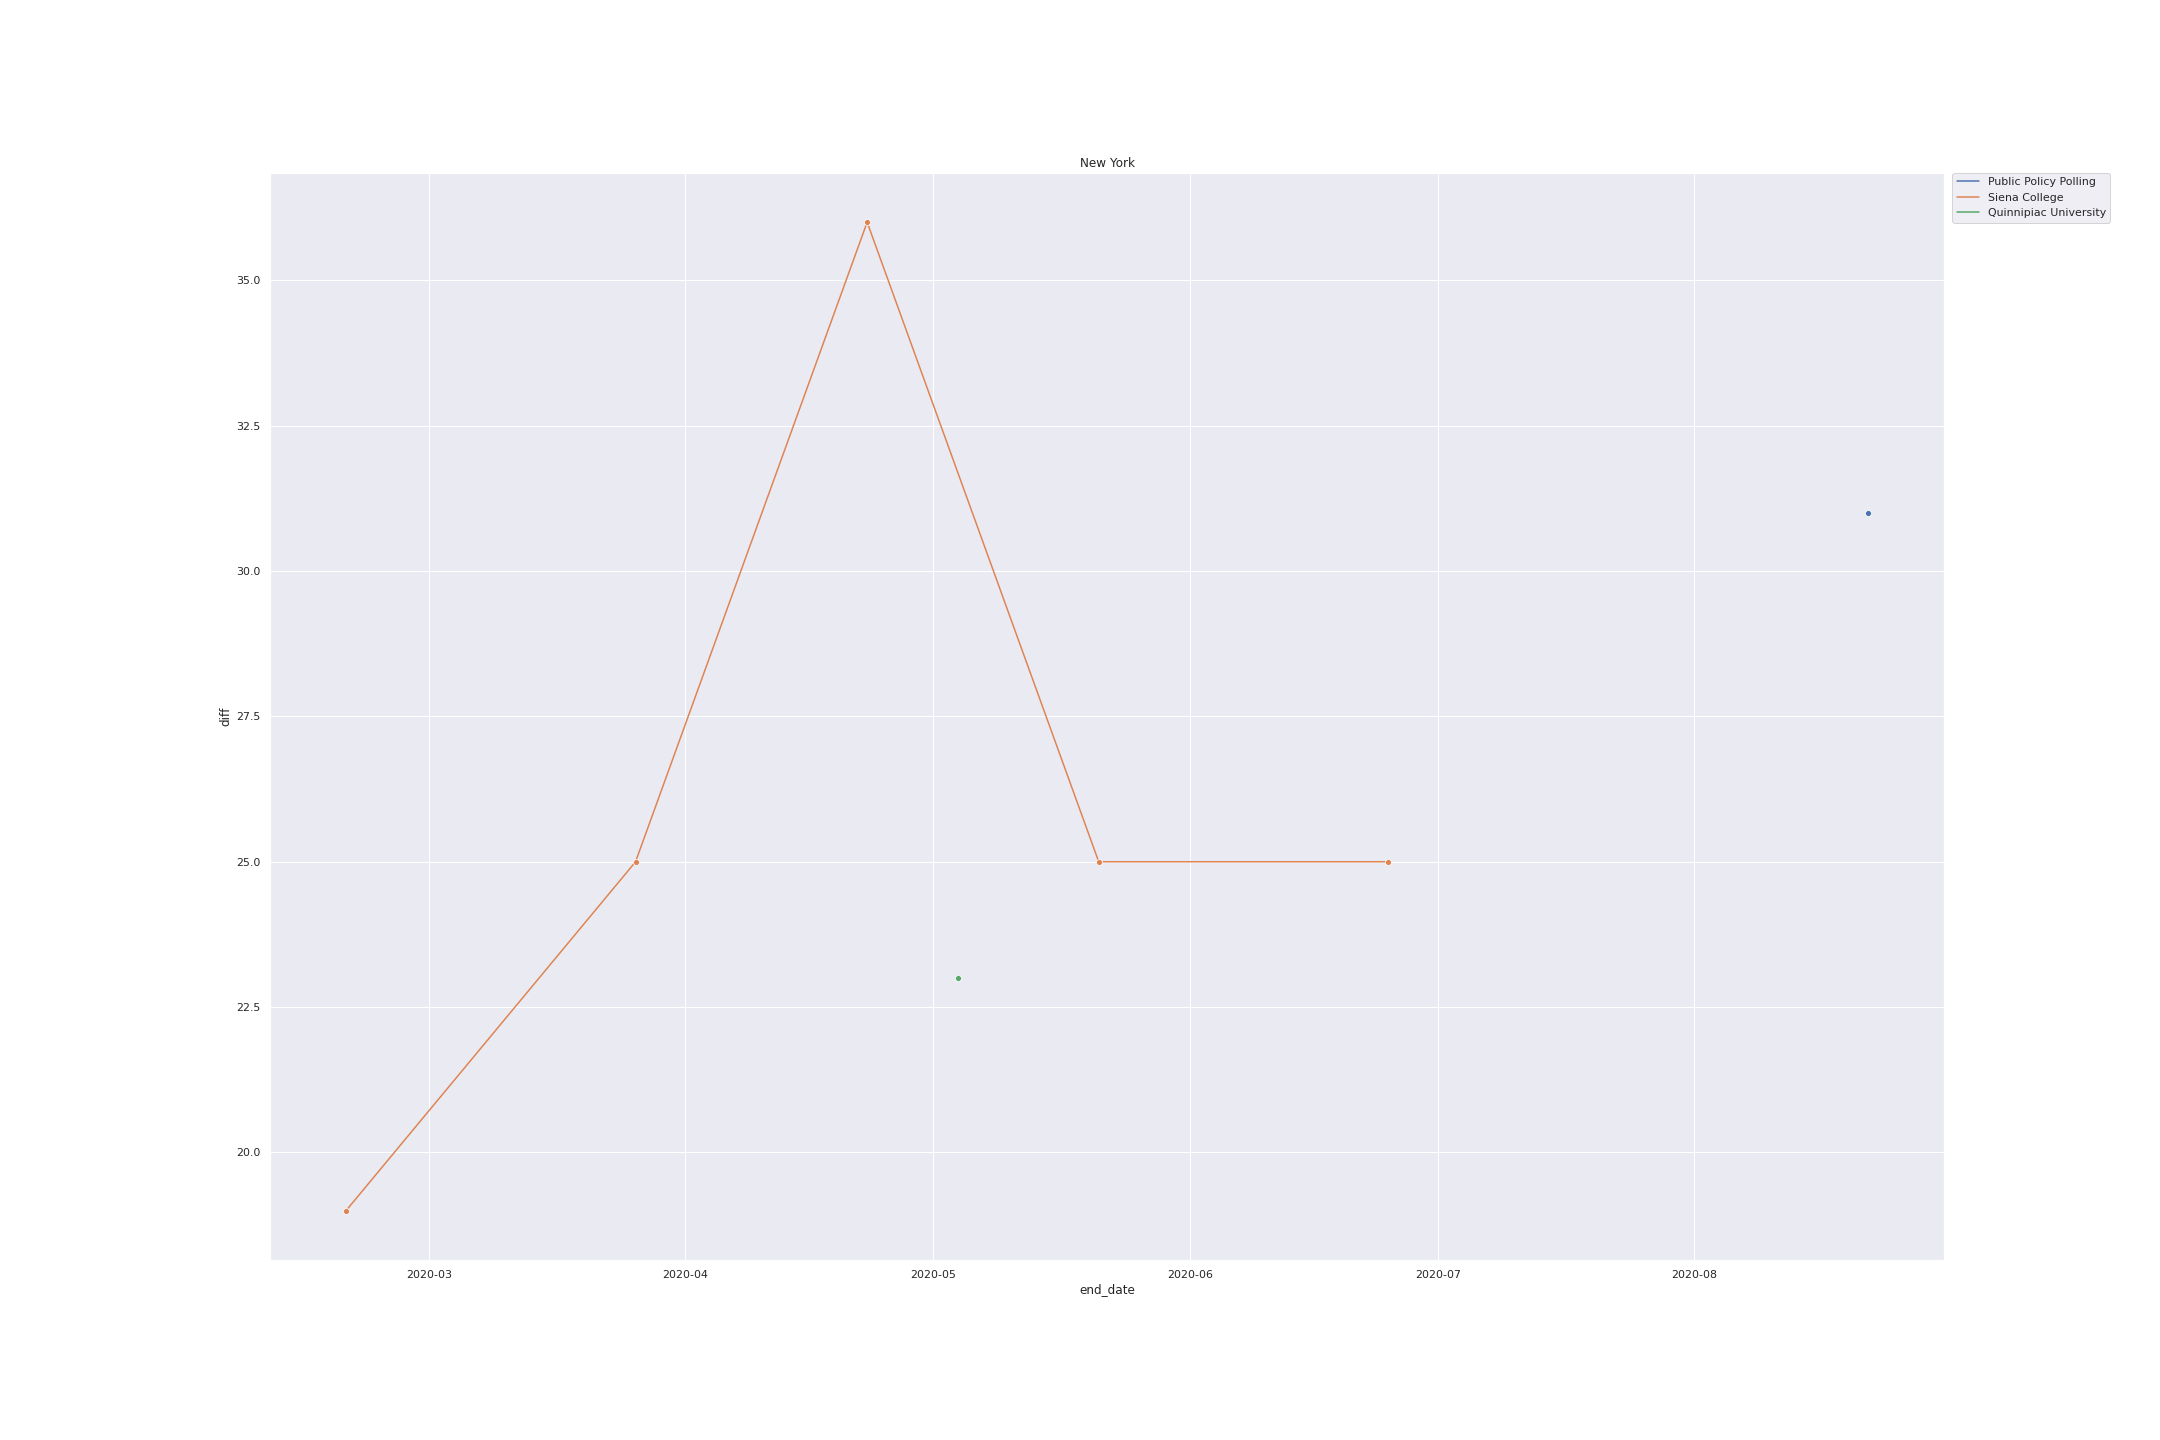 New York
Public Policy Polling
Siena College
Quinnipiac University
35.0
32.5
30.0
27.5
25.0
22.5
20.0
diff
2020-03 2020-04 2020-05 2020-06 2020-07 2020-08
end_date